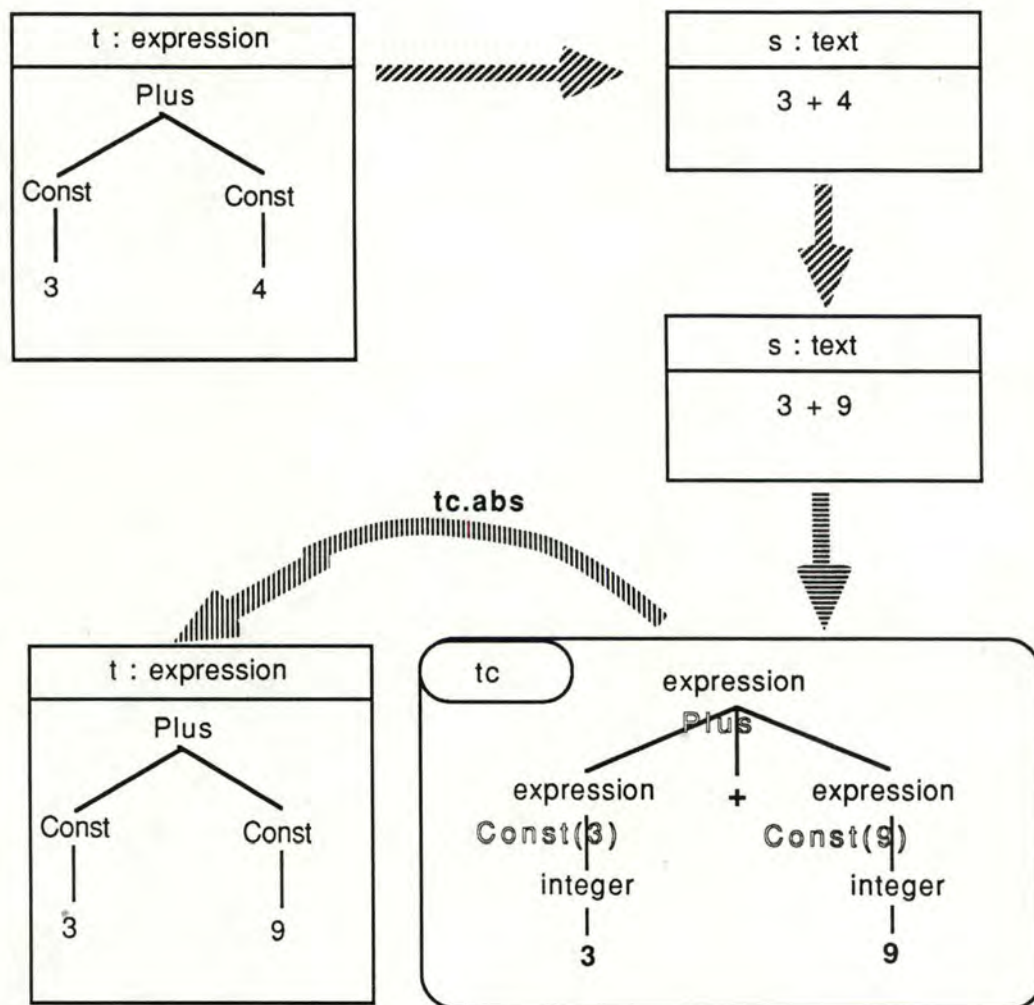 t : expression
Plus
Const Const
3 4
s : text
3 + 4
s : text
3 + 9
tc.abs
t : expression
Plus
Const Const
3 9
tc
expression
Plus
expression + expression
Const(3) Const(9)
integer integer
3 9